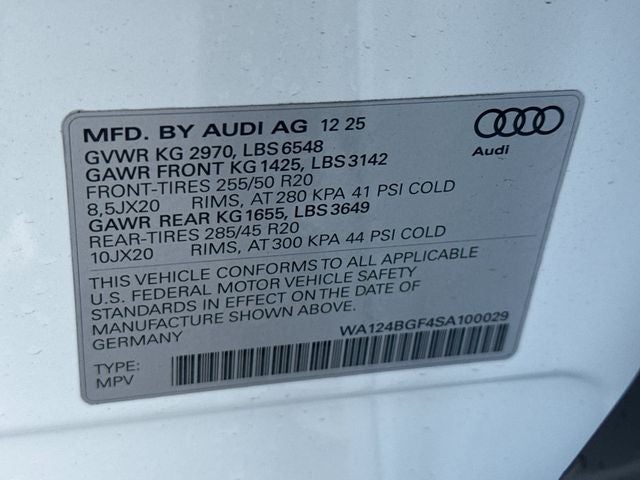 MFD. BY AUDI AG 12 25
Audi
GVWR KG 2970, LBS 6548
GAWR FRONT KG 1425, LBS 3142
FRONT-TIRES 255/50 R20
8,5JX20 RIMS, AT 280 KPA 41 PSI COLD
GAWR REAR KG 1655, LBS 3649
REAR-TIRES 285/45 R20
10JX20 RIMS, AT 300 KPA 44 PSI COLD
THIS VEHICLE CONFORMS TO ALL APPLICABLE
U.S. FEDERAL MOTOR VEHICLE SAFETY
STANDARDS IN EFFECT ON THE DATE OF
MANUFACTURE SHOWN ABOVE.
GERMANY
WA124BGF4SA100029
TYPE:
MPV